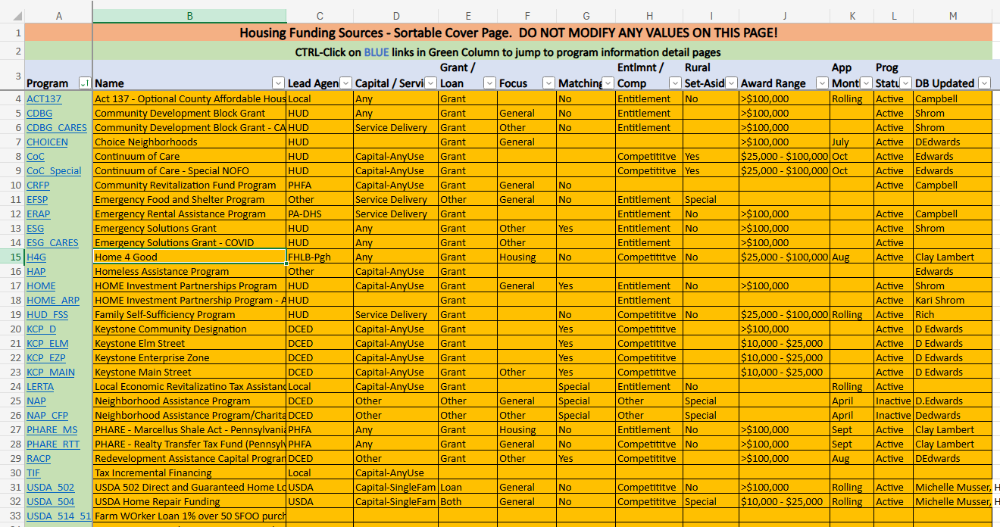 A B C D E F G H I J K L M
1 Housing Funding Sources - Sortable Cover Page. DO NOT MODIFY ANY VALUES ON THIS PAGE!
2 CTRL-Click on BLUE links in Green Column to jump to program information detail pages
Grant / Entlmnt / Rural App Prog
3 Program Name Lead Agen Capital / Servi Loan Focus Matching Comp Set-Asid Award Range Mont Statu DB Updated
4 ACT137 Act 137 - Optional County Affordable Hous Local Any Grant No Entitlement No >$100,000 Rolling Active Campbell
5 CDBG Community Development Block Grant HUD Any Grant General No Entitlement >$100,000 Active Shrom
6 CDBG_CARES Community Development Block Grant - CA HUD Service Delivery Grant Other No Entitlement >$100,000 Active Shrom
7 CHOICEN Choice Neighborhoods HUD Grant General >$100,000 July Active DEdwards
8 CoC Continuum of Care HUD Capital-AnyUse Grant Competititve Yes $25,000 - $100,000 Oct Active Edwards
9 CoC_Special Continuum of Care - Special NOFO HUD Capital-AnyUse Grant Competititve Yes $25,000 - $100,000 Oct Active Edwards
10 CRFP Community Revitalization Fund Program PHFA Capital-AnyUse Grant General No Active Campbell
11 EFSP Emergency Food and Shelter Program Other Service Delivery Other General No Entitlement Special
12 ERAP Emergency Rental Assistance Program PA-DHS Service Delivery Grant Entitlement No >$100,000 Active Campbell
13 ESG Emergency Solutions Grant HUD Any Grant Other Yes Entitlement No >$100,000 Active Shrom
14 ESG_CARES Emergency Solutions Grant - COVID HUD Any Grant Other Entitlement >$100,000 Active
15 H4G Home 4 Good FHLB-Pgh Any Grant Housing No Competititve No $25,000 - $100,000 Aug Active Clay Lambert
16 HAP Homeless Assistance Program Other Capital-AnyUse Grant Edwards
17 HOME HOME Investment Partnerships Program HUD Capital-AnyUse Grant General Yes Entitlement No >$100,000 Active Shrom
18 HOME_ARP HOME Investment Partnership Program - A HUD Grant Entitlement Active Kari Shrom
19 HUD_FSS Family Self-Sufficiency Program HUD Service Delivery Grant No Competititve No $25,000 - $100,000 Rolling Active Rich
20 KCP_D Keystone Community Designation DCED Capital-AnyUse Grant Yes Competititve >$100,000 Active D Edwards
21 KCP_ELM Keystone Elm Street DCED Capital-AnyUse Grant Yes Competititve $10,000 - $25,000 Active D Edwards
22 KCP_EZP Keystone Enterprise Zone DCED Capital-AnyUse Grant Yes Competititve $10,000 - $25,000 Active D Edwards
23 KCP_MAIN Keystone Main Street DCED Capital-AnyUse Grant Other Yes Competititve $10,000 - $25,000 Active D Edwards
24 LERTA Local Economic Revitalizatino Tax Assistanc Local Capital-AnyUse Grant Special Entitlement No Rolling Active
25 NAP Neighborhood Assistance Program DCED Other Other General Special Other Special April Inactive D.Edwards
26 NAP_CFP Neighborhood Assistance Program/Charita DCED Other Other Other Special Other Special April Inactive Dedwards
27 PHARE_MS PHARE - Marcellus Shale Act - Pennsylvania PHFA Any Grant Housing No Entitlement No >$100,000 Sept Active Clay Lambert
28 PHARE_RTT PHARE - Realty Transfer Tax Fund (Pennsylv PHFA Any Grant General No Competititve No >$100,000 Sept Active Clay Lambert
29 RACP Redevelopment Assistance Capital Program DCED Other Grant Other Yes Competititve >$100,000 Aug Active DEdwards
30 TIF Tax Incremental Financing Local Capital-AnyUse
31 USDA_502 USDA 502 Direct and Guaranteed Home Lo USDA Capital-SingleFam Loan General No Competititve No >$100,000 Rolling Active Michelle Musser, H
32 USDA_504 USDA Home Repair Funding USDA Capital-SingleFam Both General No Competititve Special $10,000 - $25,000 Rolling Active Michelle Musser, H
33 USDA_514_51 Farm WOrker Loan 1% over 50 SFOO purch